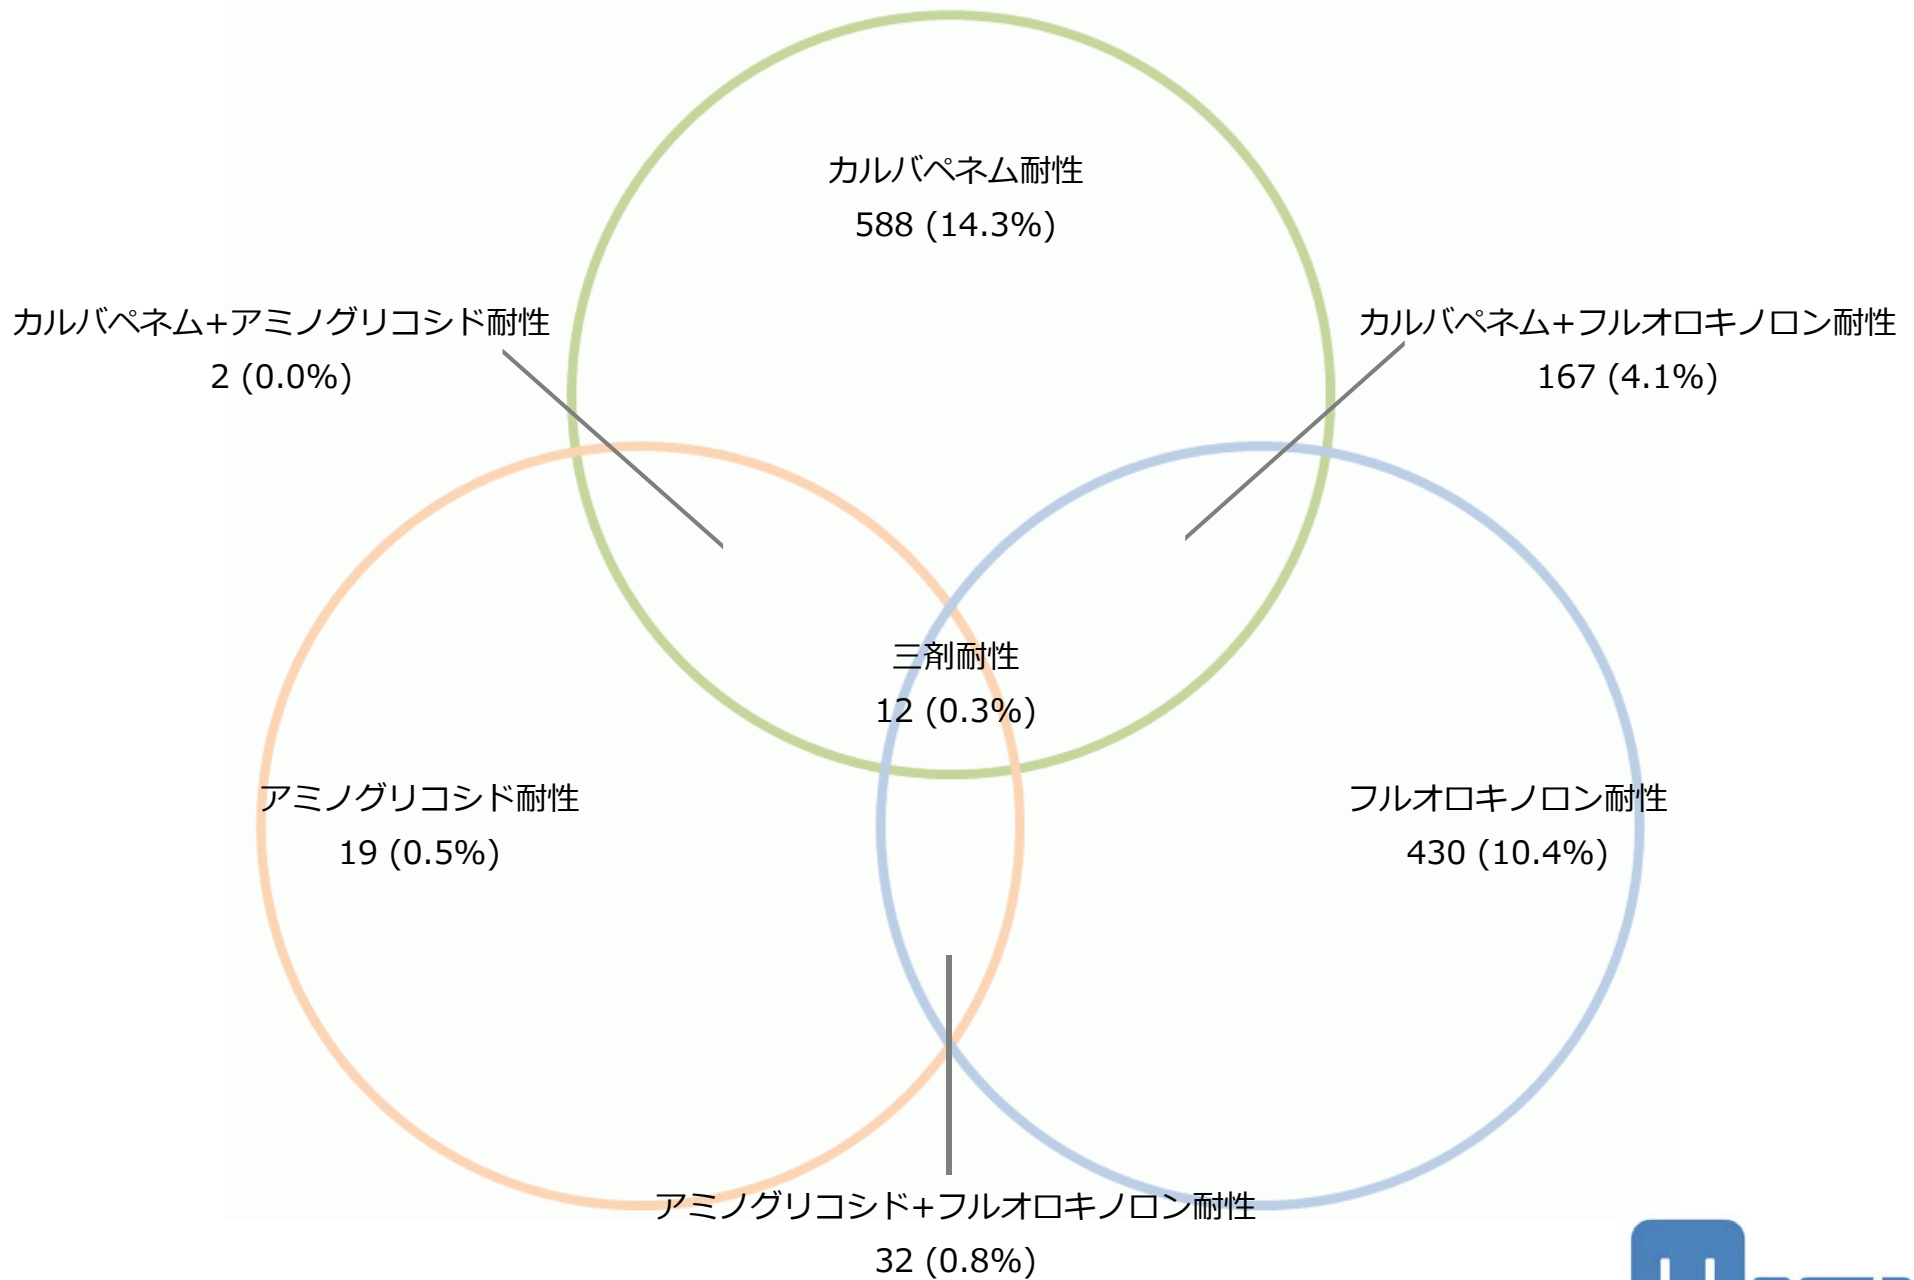 カルバペネム耐性
588 (14.3%)
カルバペネム+アミノグリコシド耐性
2 (0.0%)
カルバペネム+フルオロキノロン耐性
167 (4.1%)
三剤耐性
12 (0.3%)
アミノグリコシド耐性
19 (0.5%)
フルオロキノロン耐性
430 (10.4%)
アミノグリコシド+フルオロキノロン耐性
32 (0.8%)